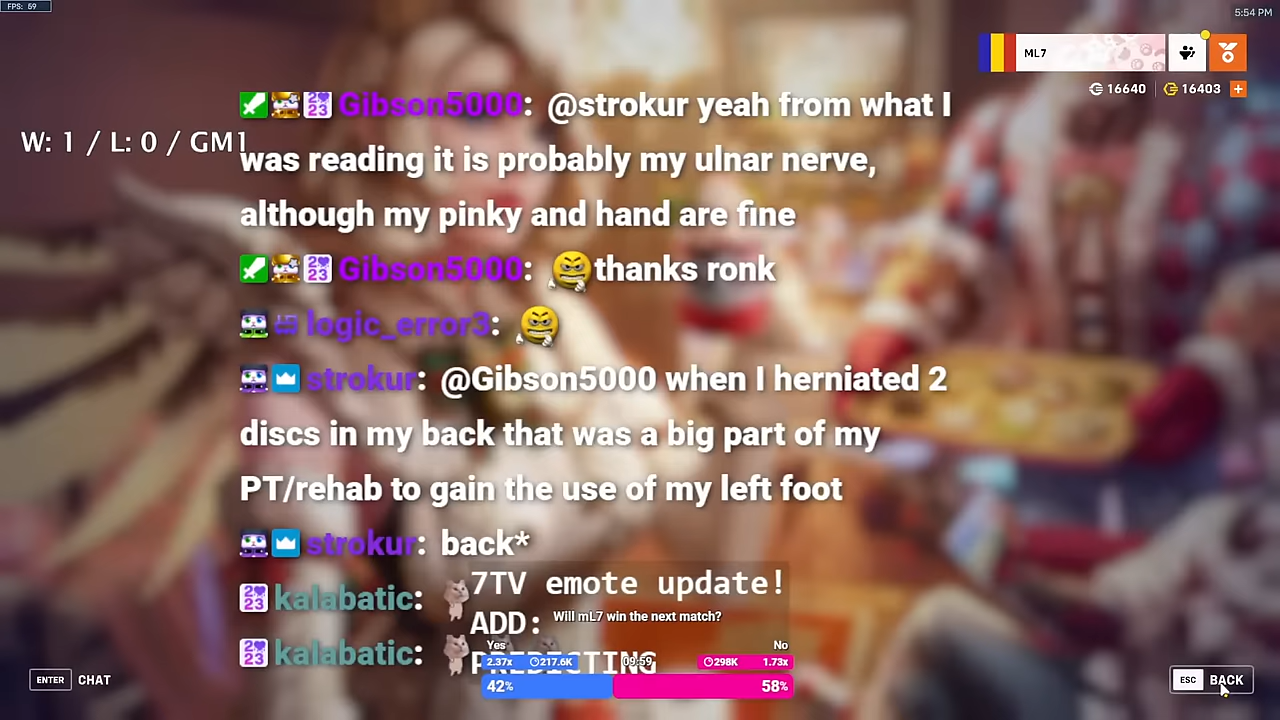 FPS: 59
5:54 PM
ML7
16640
16403
W: 1 / L: 0 / GM1
Gibson5000: @strokur yeah from what I
was reading it is probably my ulnar nerve,
although my pinky and hand are fine
Gibson5000: thanks ronk
logic_error3:
strokur: @Gibson5000 when I herniated 2
discs in my back that was a big part of my
PT/rehab to gain the use of my left foot
strokur: back*
kalabatic:
kalabatic:
7TV emote update!
ADD:
PREDICTING
Will mL7 win the next match?
Yes
No
2.37x 217.6K
09:59
298K 1.73x
42%
58%
ENTER CHAT
ESC BACK